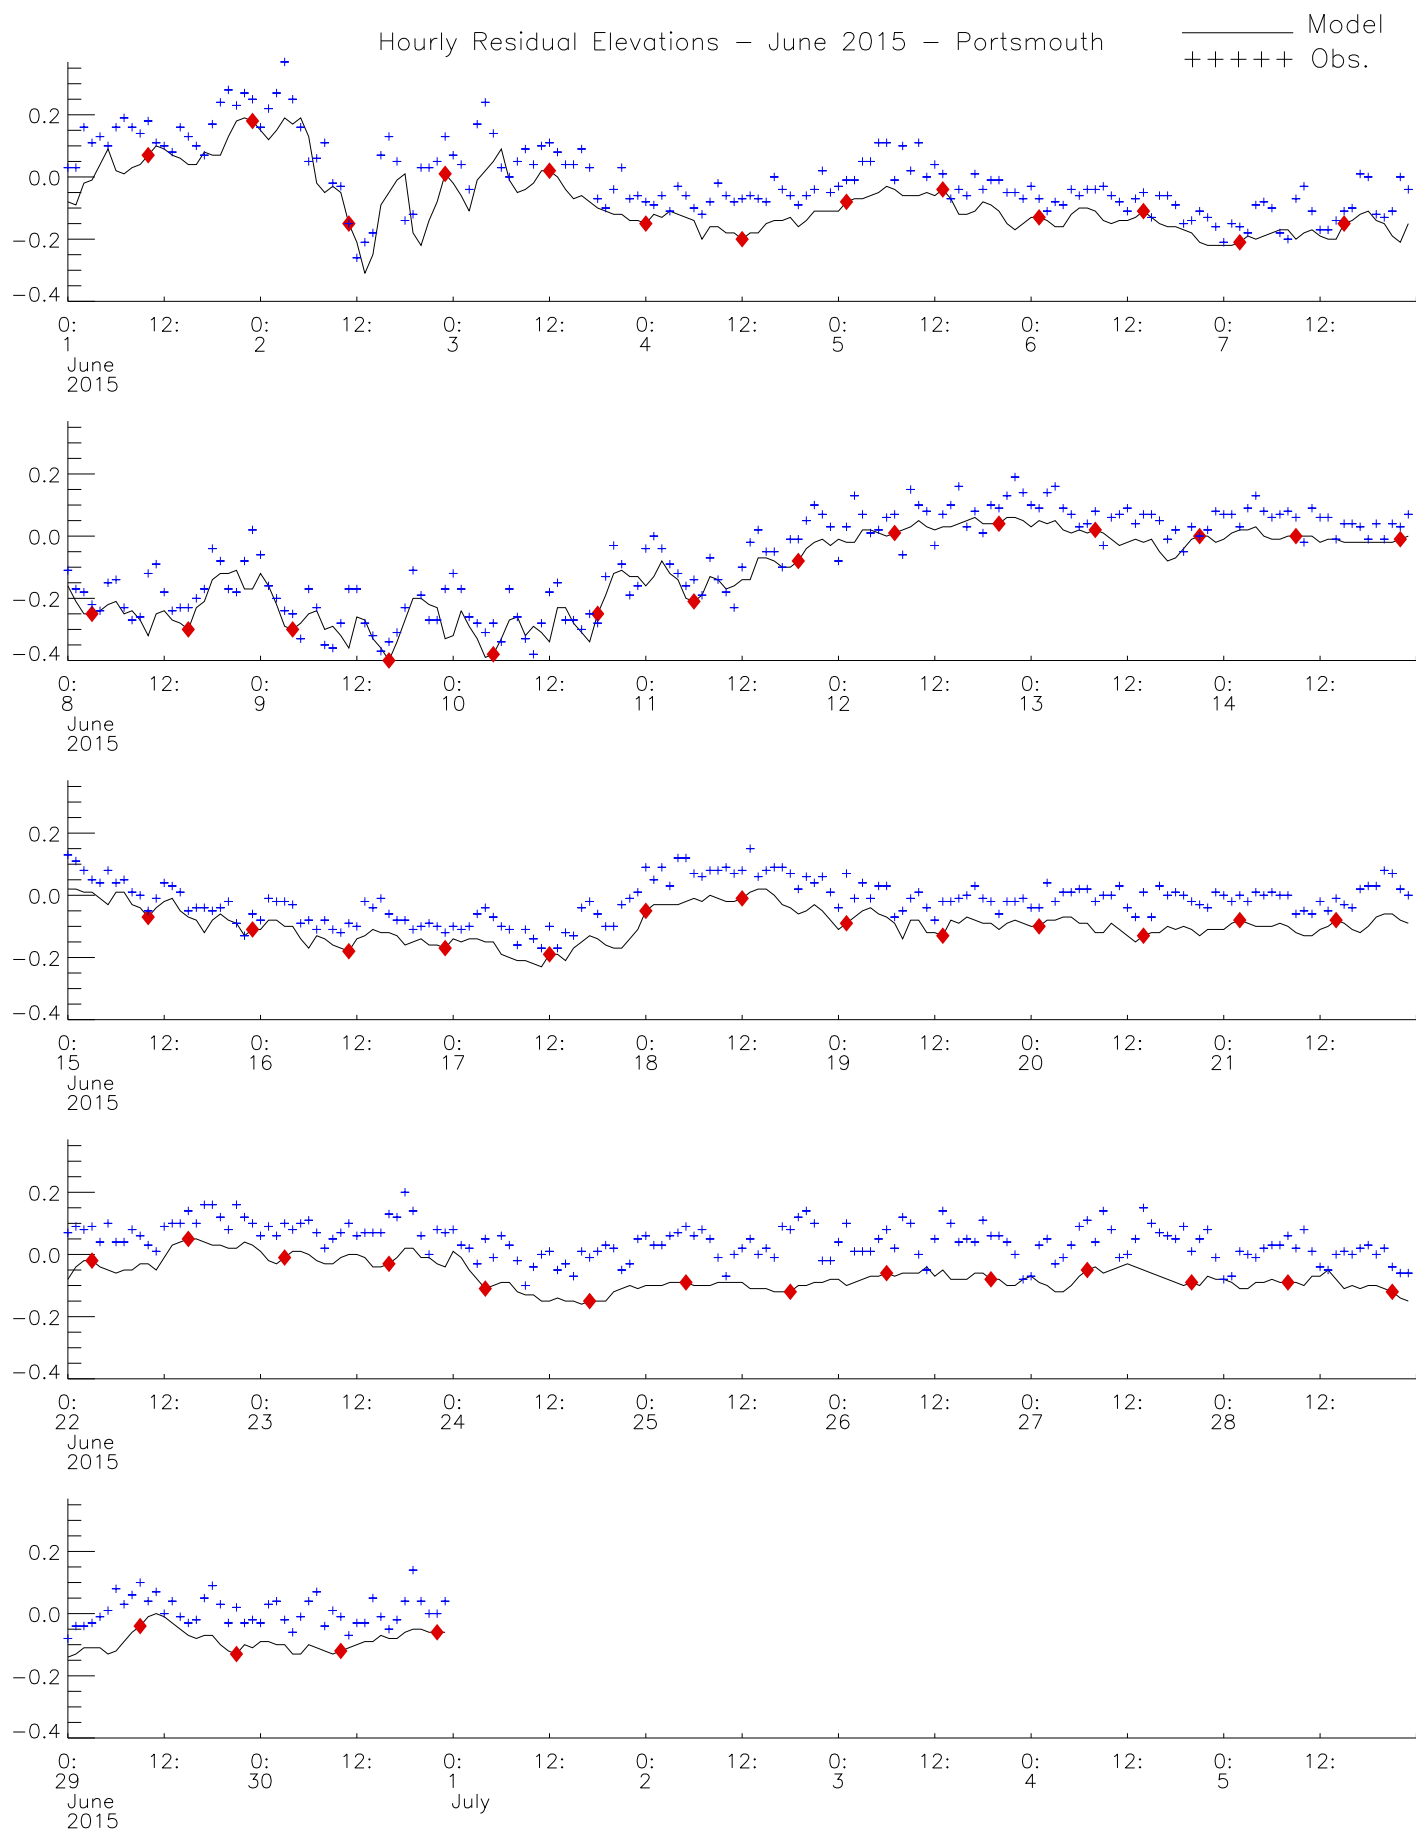 Hourly Residual Elevations – June 2015 – Portsmouth
Model
+++++ Obs.
0.2
0.0
−0.2
−0.4
0: 12: 0: 12: 0: 12: 0: 12: 0: 12: 0: 12: 0: 12:
1 2 3 4 5 6 7
June
2015
0.2
0.0
−0.2
−0.4
0: 12: 0: 12: 0: 12: 0: 12: 0: 12: 0: 12: 0: 12:
8 9 10 11 12 13 14
June
2015
0.2
0.0
−0.2
−0.4
0: 12: 0: 12: 0: 12: 0: 12: 0: 12: 0: 12: 0: 12:
15 16 17 18 19 20 21
June
2015
0.2
0.0
−0.2
−0.4
0: 12: 0: 12: 0: 12: 0: 12: 0: 12: 0: 12: 0: 12:
22 23 24 25 26 27 28
June
2015
0.2
0.0
−0.2
−0.4
0: 12: 0: 12: 0: 12: 0: 12: 0: 12: 0: 12: 0: 12:
29 30 1 2 3 4 5
June July
2015